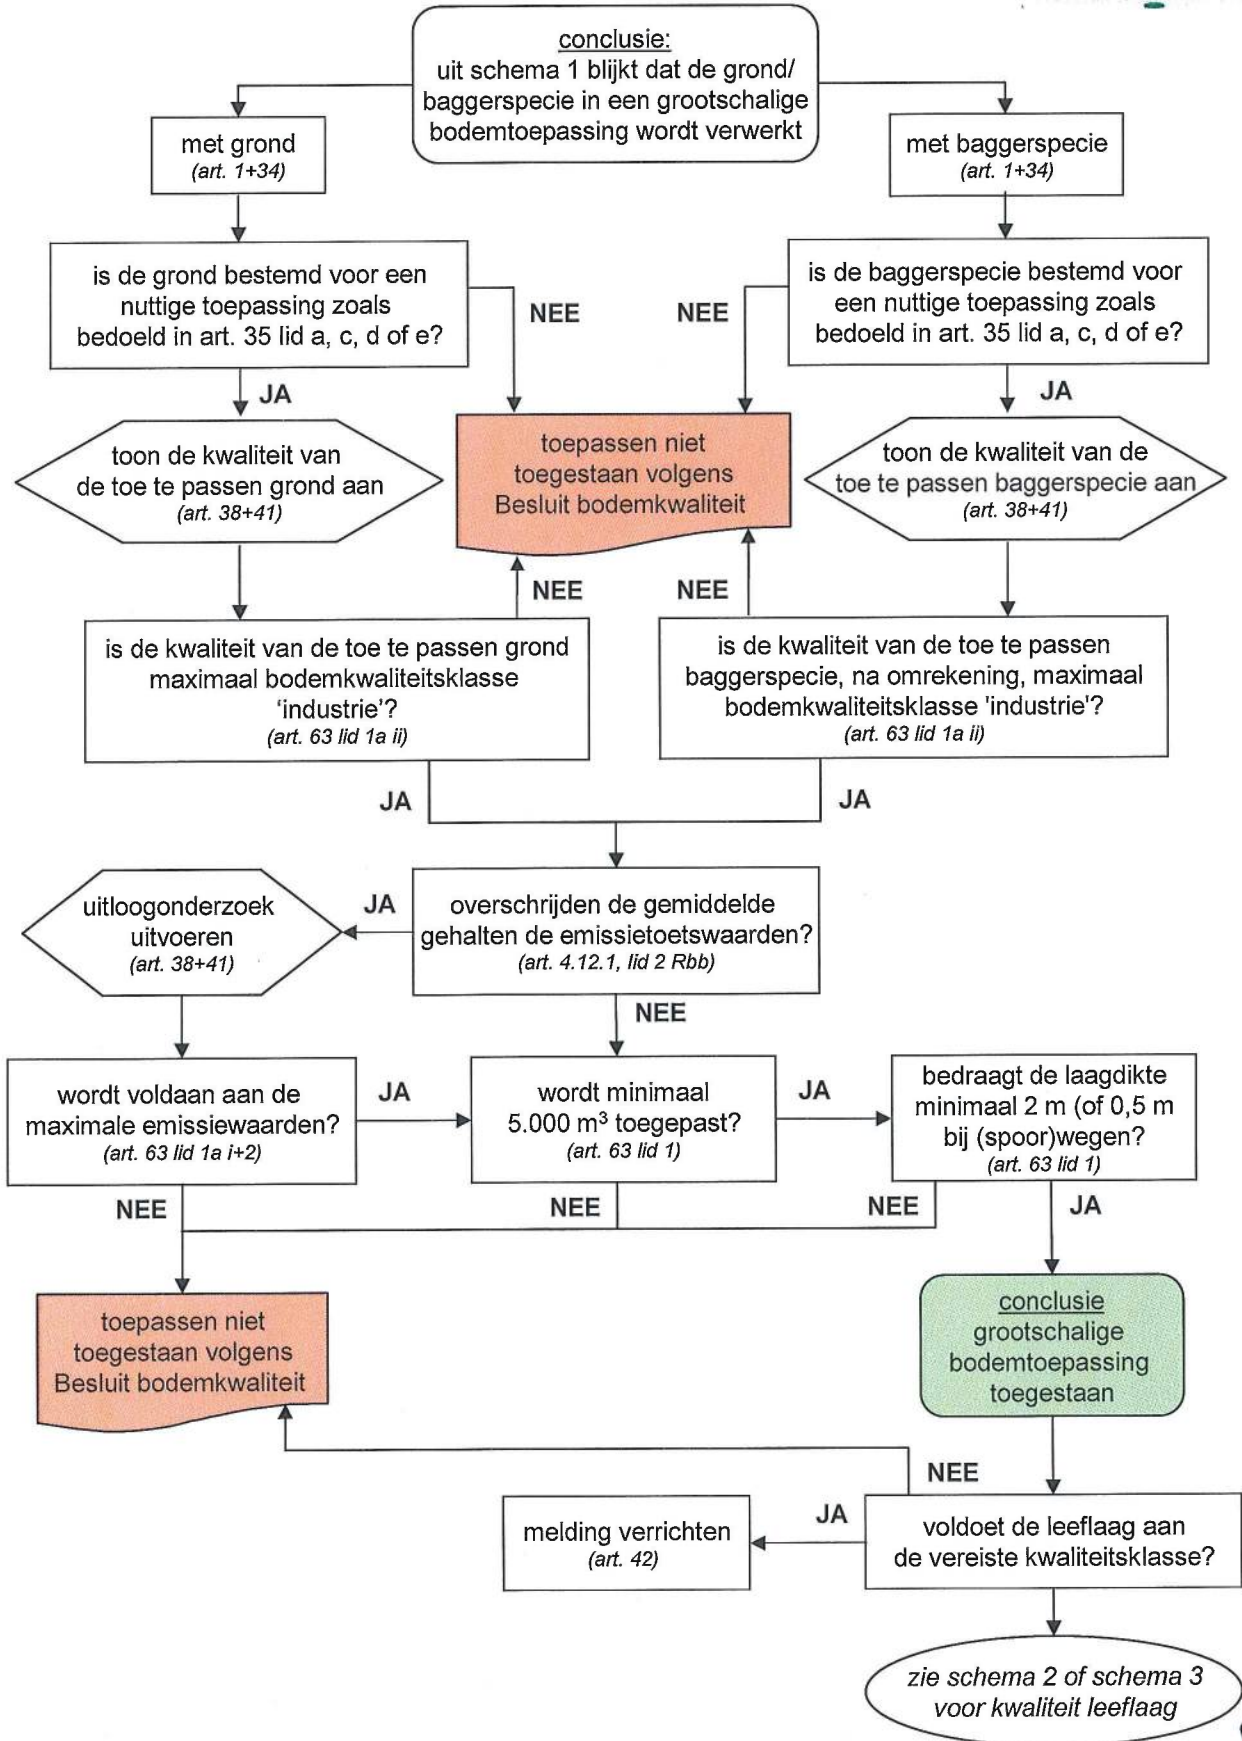 conclusie:
uit schema 1 blijkt dat de grond/
baggerspecie in een grootschalige
bodemtoepassing wordt verwerkt
met grond
(art. 1+34)
met baggerspecie
(art. 1+34)
is de grond bestemd voor een
nuttige toepassing zoals
bedoeld in art. 35 lid a, c, d of e?
NEE
NEE
is de baggerspecie bestemd voor
een nuttige toepassing zoals
bedoeld in art. 35 lid a, c, d of e?
JA
JA
toon de kwaliteit van
de toe te passen grond aan
(art. 38+41)
toepassen niet
toegestaan volgens
Besluit bodemkwaliteit
toon de kwaliteit van de
toe te passen baggerspecie aan
(art. 38+41)
NEE
NEE
is de kwaliteit van de toe te passen grond
maximaal bodemkwaliteitsklasse
'industrie'?
(art. 63 lid 1a ii)
is de kwaliteit van de toe te passen
baggerspecie, na omrekening, maximaal
bodemkwaliteitsklasse 'industrie'?
(art. 63 lid 1a ii)
JA
JA
uitloogonderzoek
uitvoeren
(art. 38+41)
JA
overschrijden de gemiddelde
gehalten de emissietoetswaarden?
(art. 4.12.1, lid 2 Rbb)
NEE
wordt voldaan aan de
maximale emissiewaarden?
(art. 63 lid 1a i+2)
JA
wordt minimaal
5.000 m³ toegepast?
(art. 63 lid 1)
JA
bedraagt de laagdikte
minimaal 2 m (of 0,5 m
bij (spoor)wegen?
(art. 63 lid 1)
NEE
NEE
NEE
JA
toepassen niet
toegestaan volgens
Besluit bodemkwaliteit
conclusie
grootschalige
bodemtoepassing
toegestaan
NEE
melding verrichten
(art. 42)
JA
voldoet de leeflaag aan
de vereiste kwaliteitsklasse?
zie schema 2 of schema 3
voor kwaliteit leeflaag